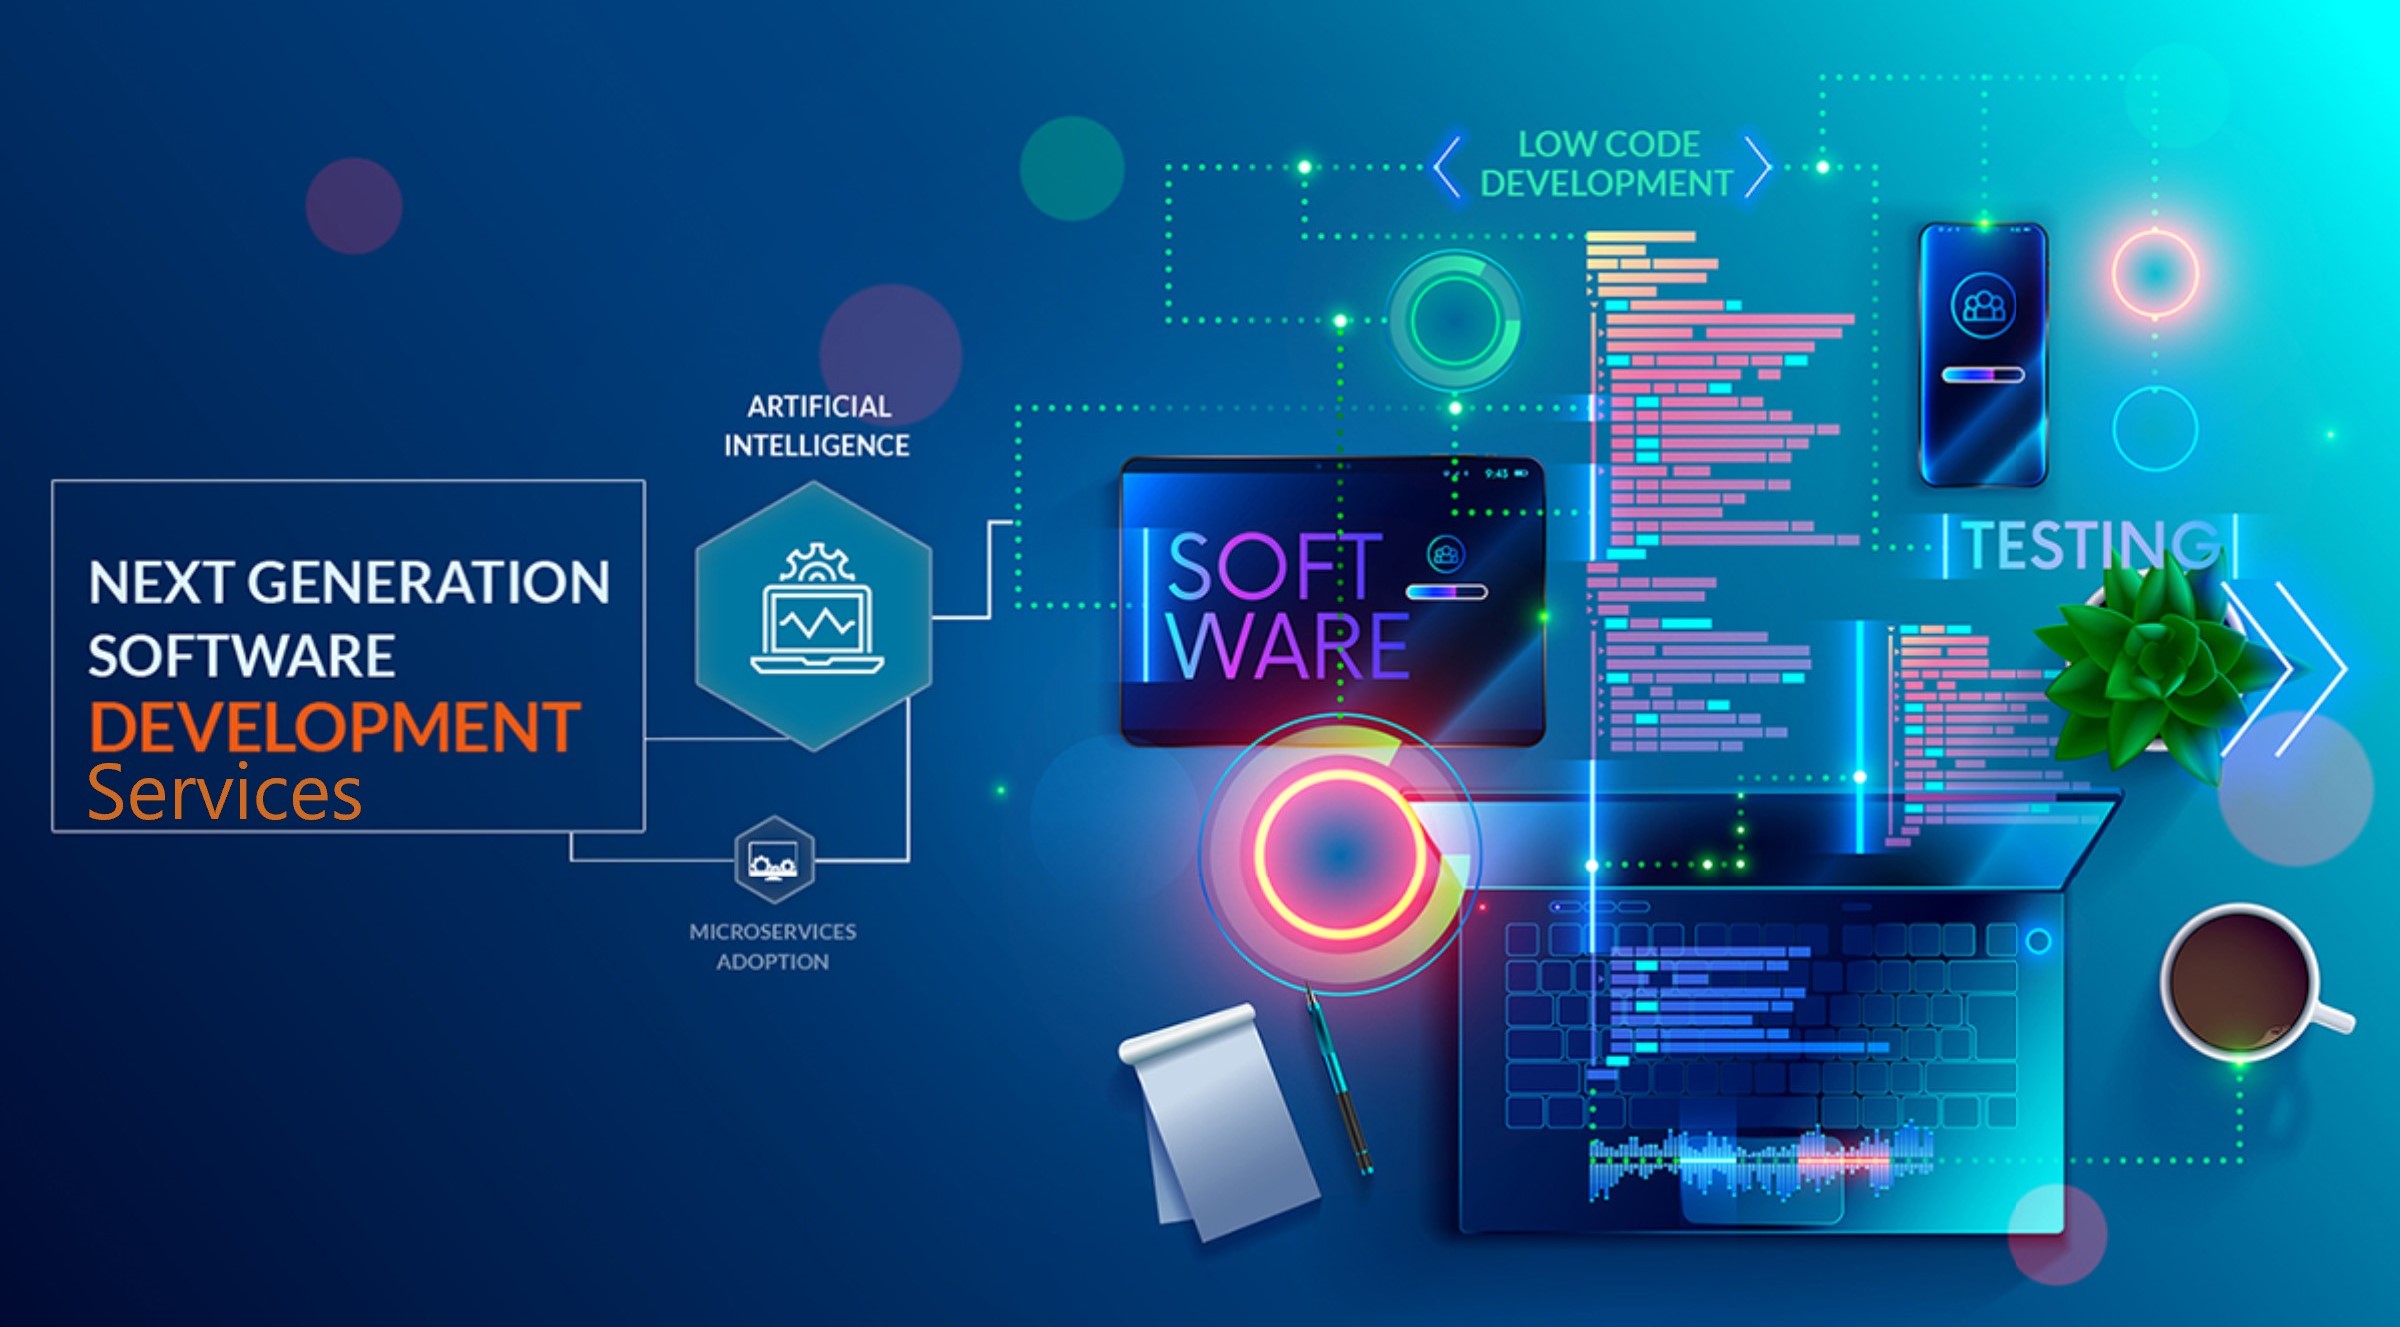 NEXT GENERATION
SOFTWARE
DEVELOPMENT
Services
ARTIFICIAL
INTELLIGENCE
MICROSERVICES
ADOPTION
LOW CODE
DEVELOPMENT
9:45
SOFT
WARE
TESTING